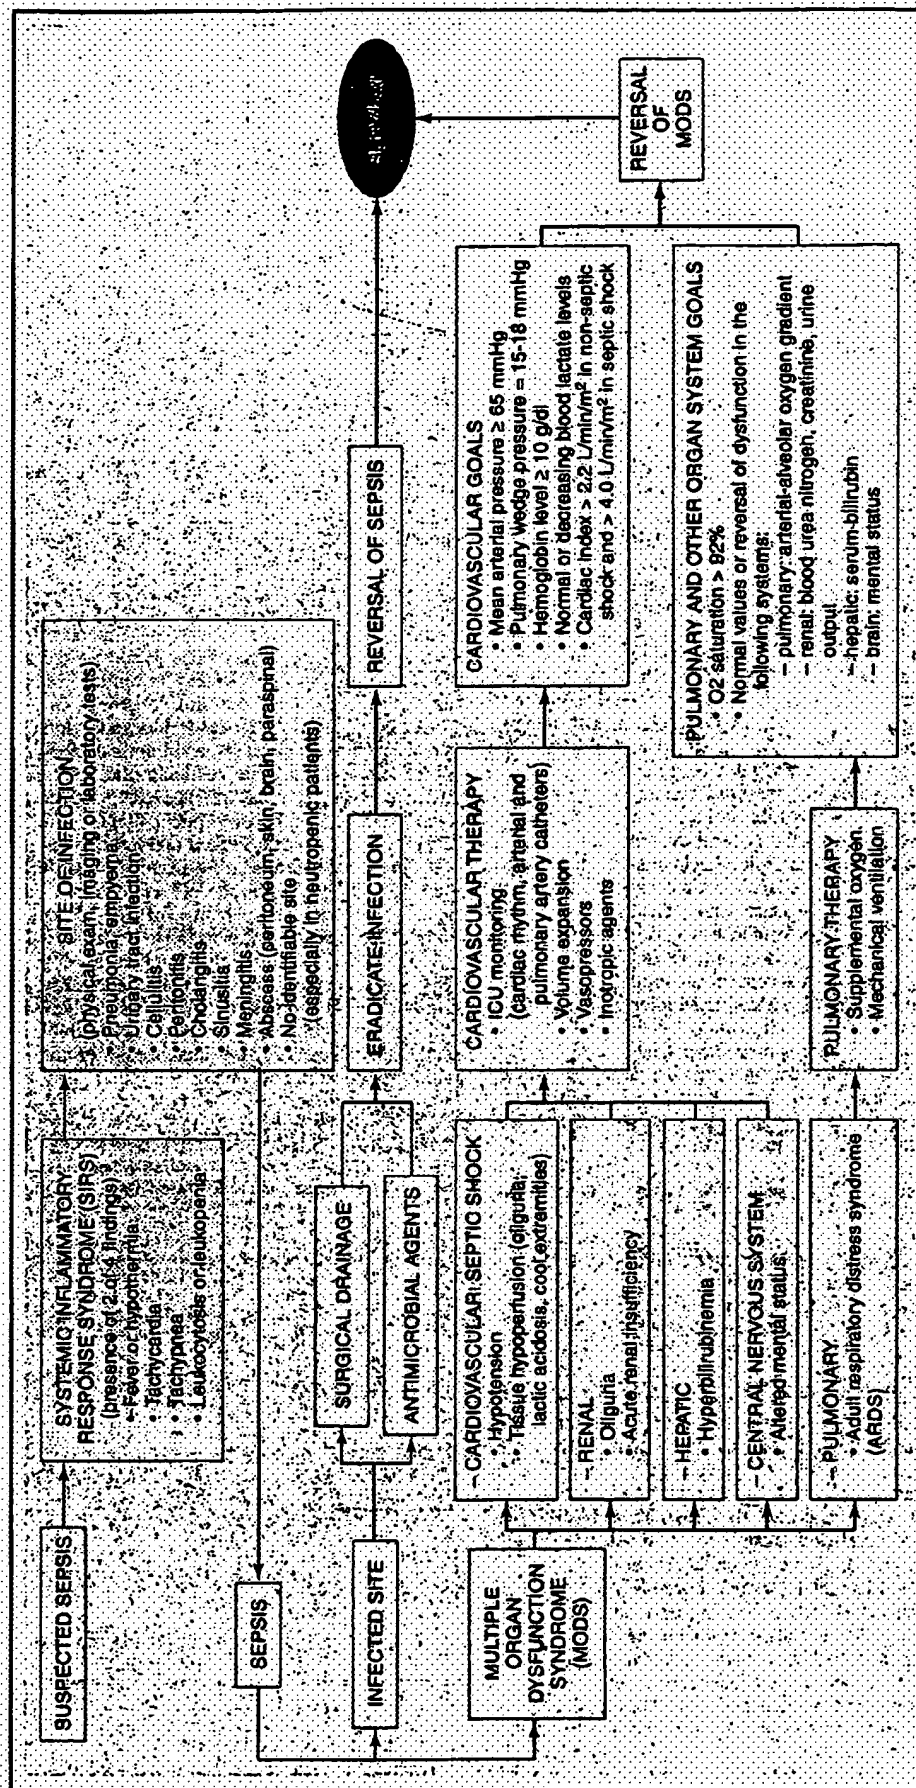 SUSPECTED SEPSIS
SYSTEMIC INFLAMMATORY
RESPONSE SYNDROME (SIRS)
(presence of 2 of 4 findings)
• Fever or hypothermia
• Tachycardia
• Tachypnea
• Leukocytosis or leukopenia
SITE OF INFECTION
(physical exam, imaging or laboratory tests)
• Pneumonia, empyema
• Urinary tract infection
• Cellulitus
• Peritonitis
• Cholangitis
• Sinusitus
• Meningitis
• Abscess (peritoneum, skin, brain, paraspinal)
• No identifiable site
(especially in neutropenic patients)
SEPSIS
INFECTED SITE
SURGICAL DRAINAGE
ANTIMICROBIAL AGENTS
ERADICATE INFECTION
REVERSAL OF SEPSIS
MULTIPLE
ORGAN
DYSFUNCTION
SYNDROME
(MODS)
– CARDIOVASCULAR SEPTIC SHOCK
• Hypotension
• Tissue hypoperfusion (oliguria,
lactic acidosis, cool extremities)
– RENAL
• Oliguria
• Acute renal insufficiency
– HEPATIC
• Hyperbilirubinemia
– CENTRAL NERVOUS SYSTEM
• Altered mental status
– PULMONARY
• Adult respiratory distress syndrome
(ARDS)
CARDIOVASCULAR THERAPY
• ICU monitoring
(cardiac rhythm, arterial and
pulmonary artery catheters)
• Volume expansion
• Vasopressors
• Inotropic agents
PULMONARY THERAPY
• Supplemental oxygen
• Mechanical ventilation
CARDIOVASCULAR GOALS
• Mean arterial pressure ≥ 65 mmHg
• Pulmonary wedge pressure = 15-18 mmHg
• Hemoglobin level ≥ 10 g/dl
• Normal or decreasing blood lactate levels
• Cardiac index > 2.2 L/min/m² in non-septic
shock and > 4.0 L/min/m² in septic shock
PULMONARY AND OTHER ORGAN SYSTEM GOALS
• O2 saturation > 92%
• Normal values or reversal of dysfunction in the
following systems:
– pulmonary: arterial-alveolar oxygen gradient
– renal: blood urea nitrogen, creatinine, urine
output
– hepatic: serum-bilirubin
– brain: mental status
REVERSAL
OF
MODS